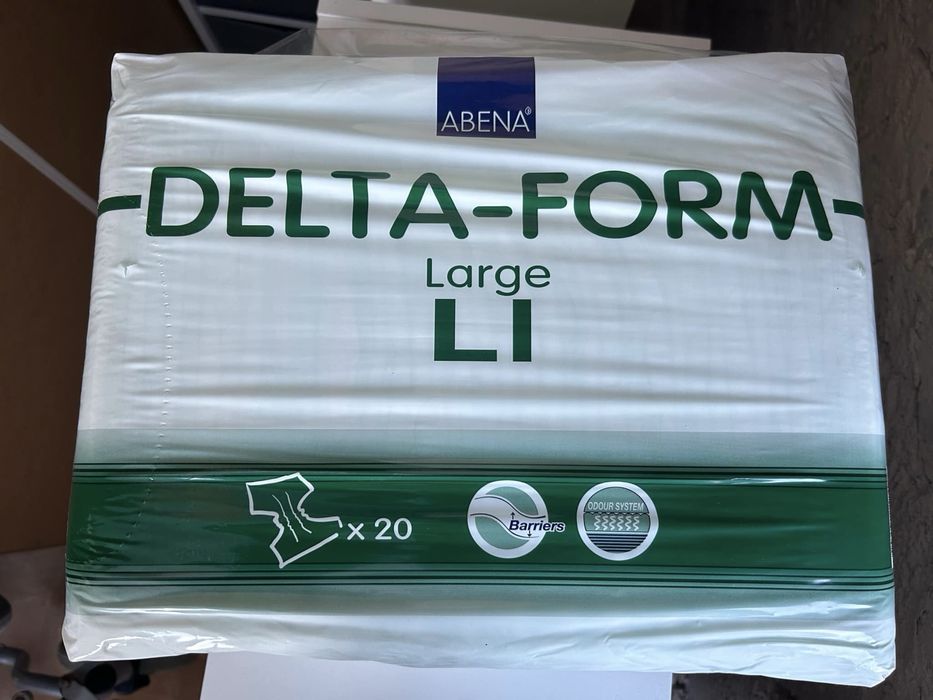 ABENA®
-DELTA-FORM-
Large
L1
x 20
Barriers
ODOUR SYSTEM